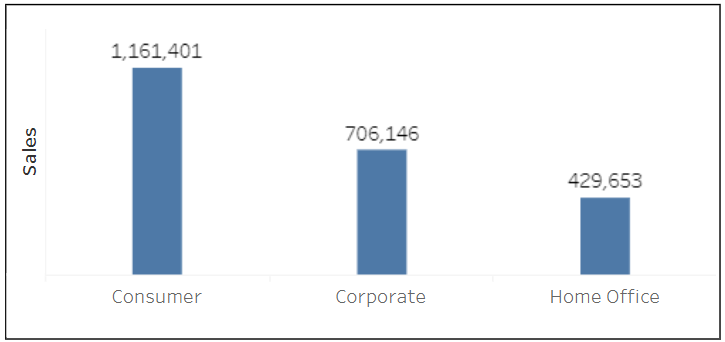 1,161,401
706,146
429,653
Sales
Consumer
Corporate
Home Office